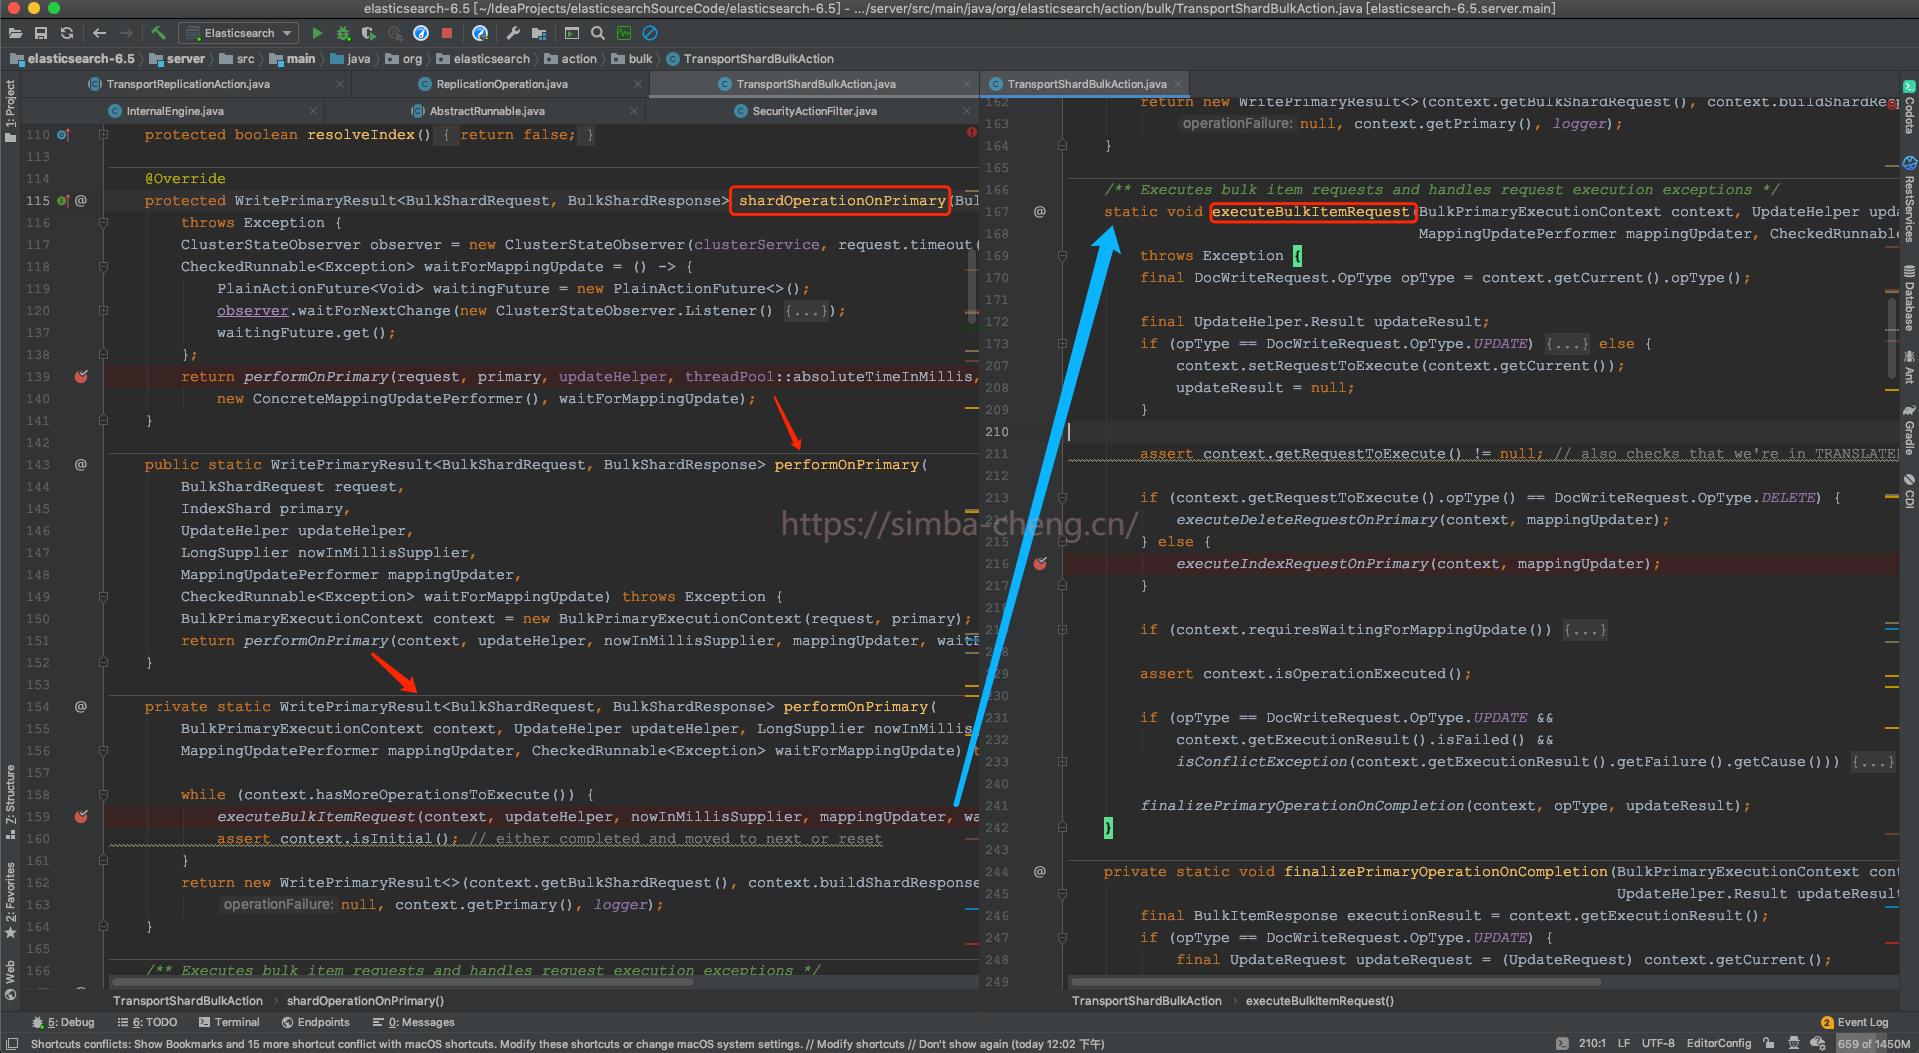 elasticsearch-6.5 [~/IdeaProjects/elasticsearchSourceCode/elasticsearch-6.5] - .../server/src/main/java/org/elasticsearch/action/bulk/TransportShardBulkAction.java [elasticsearch-6.5.server.main]
Elasticsearch
elasticsearch-6.5 server src main java org elasticsearch action bulk TransportShardBulkAction
TransportReplicationAction.java ReplicationOperation.java TransportShardBulkAction.java
InternalEngine.java AbstractRunnable.java SecurityActionFilter.java
110 protected boolean resolveIndex() { return false; }
113
114 @Override
115 @ protected WritePrimaryResult<BulkShardRequest, BulkShardResponse> shardOperationOnPrimary(Bul
116 throws Exception {
117 ClusterStateObserver observer = new ClusterStateObserver(clusterService, request.timeout(
118 CheckedRunnable<Exception> waitForMappingUpdate = () -> {
119 PlainActionFuture<Void> waitingFuture = new PlainActionFuture<>();
120 observer.waitForNextChange(new ClusterStateObserver.Listener() {...});
137 waitingFuture.get();
138 };
139 return performOnPrimary(request, primary, updateHelper, threadPool::absoluteTimeInMillis,
140 new ConcreteMappingUpdatePerformer(), waitForMappingUpdate);
141 }
142
143 @ public static WritePrimaryResult<BulkShardRequest, BulkShardResponse> performOnPrimary(
144 BulkShardRequest request,
145 IndexShard primary,
146 UpdateHelper updateHelper,
147 LongSupplier nowInMillisSupplier,
148 MappingUpdatePerformer mappingUpdater,
149 CheckedRunnable<Exception> waitForMappingUpdate) throws Exception {
150 BulkPrimaryExecutionContext context = new BulkPrimaryExecutionContext(request, primary);
151 return performOnPrimary(context, updateHelper, nowInMillisSupplier, mappingUpdater, wait
152 }
153
154 @ private static WritePrimaryResult<BulkShardRequest, BulkShardResponse> performOnPrimary(
155 BulkPrimaryExecutionContext context, UpdateHelper updateHelper, LongSupplier nowInMillis
156 MappingUpdatePerformer mappingUpdater, CheckedRunnable<Exception> waitForMappingUpdate) t
157
158 while (context.hasMoreOperationsToExecute()) {
159 executeBulkItemRequest(context, updateHelper, nowInMillisSupplier, mappingUpdater, wa
160 assert context.isInitial(); // either completed and moved to next or reset
161 }
162 return new WritePrimaryResult<>(context.getBulkShardRequest(), context.buildShardResponse
163 operationFailure: null, context.getPrimary(), logger);
164 }
165
166 /** Executes bulk item requests and handles request execution exceptions */
TransportShardBulkAction shardOperationOnPrimary()
TransportShardBulkAction.java
162 return new WritePrimaryResult<>(context.getBulkShardRequest(), context.buildShardResp
163 operationFailure: null, context.getPrimary(), logger);
164 }
165
166 /** Executes bulk item requests and handles request execution exceptions */
167 @ static void executeBulkItemRequest(BulkPrimaryExecutionContext context, UpdateHelper upda
168 MappingUpdatePerformer mappingUpdater, CheckedRunnable
169 throws Exception {
170 final DocWriteRequest.OpType opType = context.getCurrent().opType();
171
172 final UpdateHelper.Result updateResult;
173 if (opType == DocWriteRequest.OpType.UPDATE) {...} else {
207 context.setRequestToExecute(context.getCurrent());
208 updateResult = null;
209 }
210
211 assert context.getRequestToExecute() != null; // also checks that we're in TRANSLATE
212
213 if (context.getRequestToExecute().opType() == DocWriteRequest.OpType.DELETE) {
214 executeDeleteRequestOnPrimary(context, mappingUpdater);
215 } else {
216 executeIndexRequestOnPrimary(context, mappingUpdater);
217 }
if (context.requiresWaitingForMappingUpdate()) {...}
assert context.isOperationExecuted();
230
231 if (opType == DocWriteRequest.OpType.UPDATE &&
232 context.getExecutionResult().isFailed() &&
233 isConflictException(context.getExecutionResult().getFailure().getCause())) {...}
240
241 finalizePrimaryOperationOnCompletion(context, opType, updateResult);
242 }
243
244 @ private static void finalizePrimaryOperationOnCompletion(BulkPrimaryExecutionContext cont
245 UpdateHelper.Result updateResult
246 final BulkItemResponse executionResult = context.getExecutionResult();
247 if (opType == DocWriteRequest.OpType.UPDATE) {
248 final UpdateRequest updateRequest = (UpdateRequest) context.getCurrent();
249
TransportShardBulkAction executeBulkItemRequest()
https://simba-cheng.cn/
1: Project
Z: Structure
2: Favorites
Web
Codota
RestServices
Database
Ant
Gradle
CDI
5: Debug 6: TODO Terminal Endpoints 0: Messages 2 Event Log
Shortcuts conflicts: Show Bookmarks and 15 more shortcut conflict with macOS shortcuts. Modify these shortcuts or change macOS system settings. // Modify shortcuts // Don't show again (today 12:02 下午) 210:1 LF UTF-8 EditorConfig 659 of 1450M